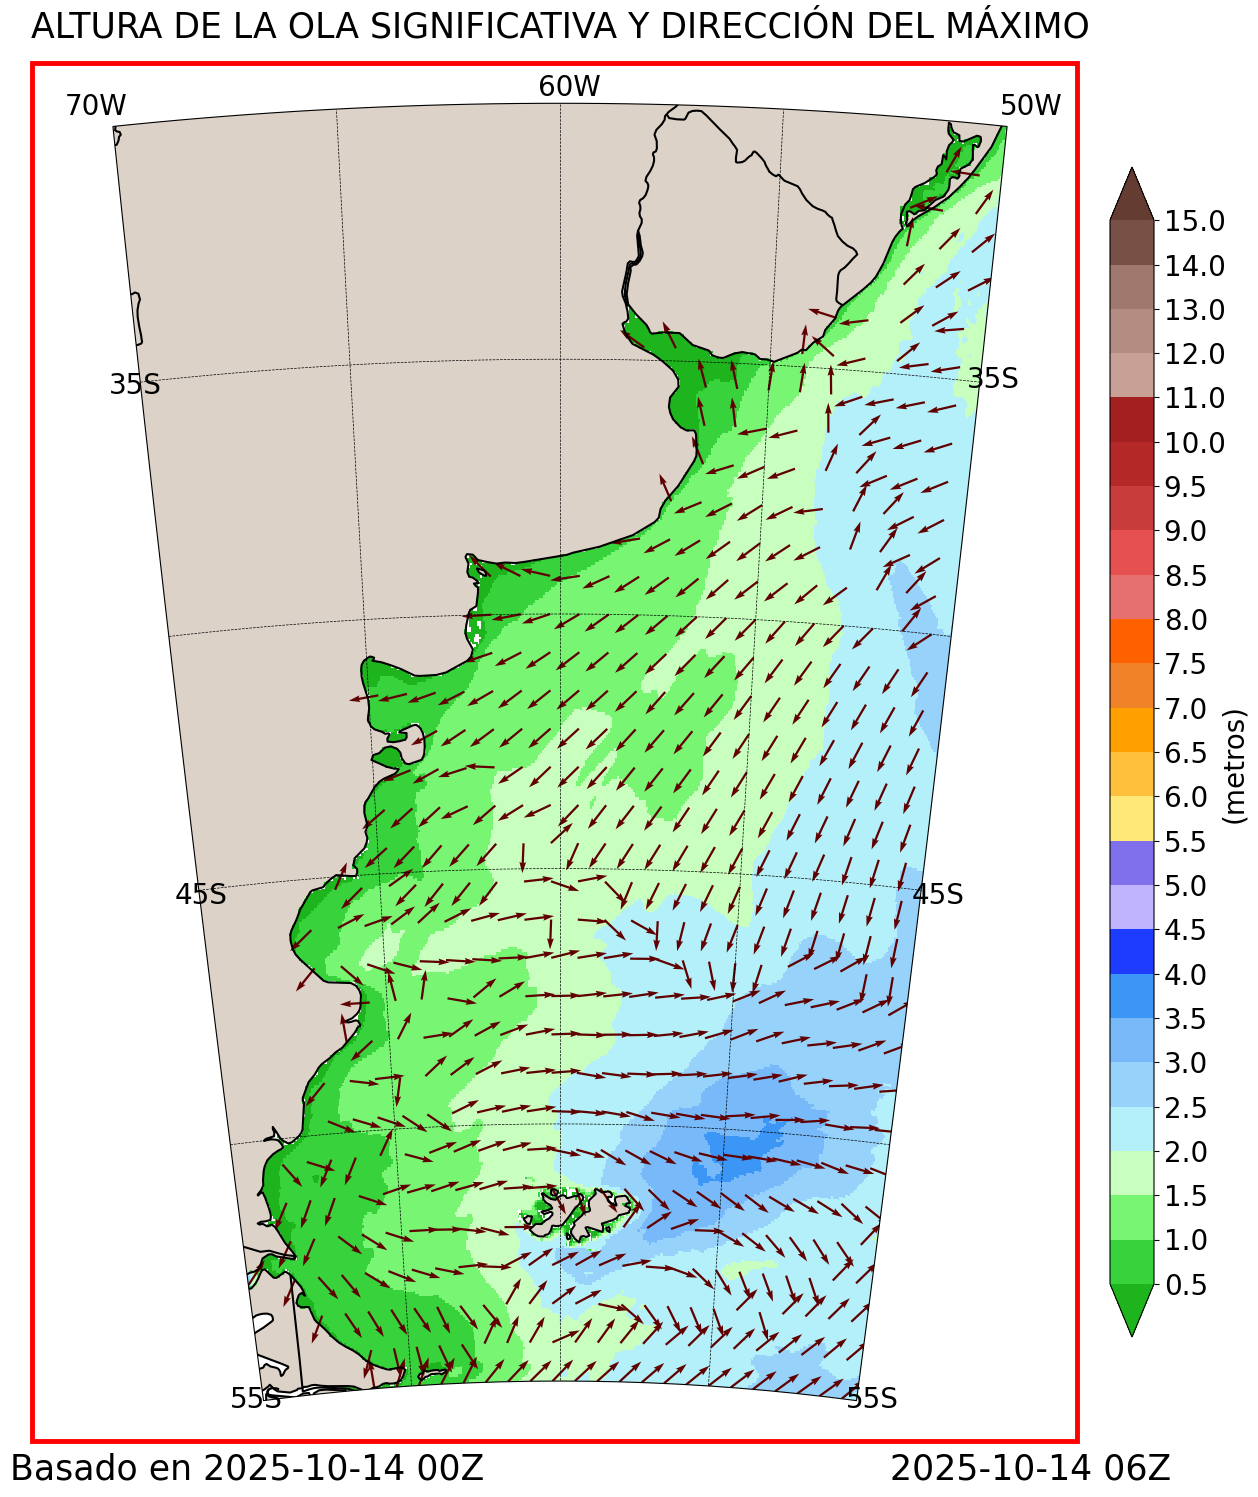 ALTURA DE LA OLA SIGNIFICATIVA Y DIRECCIÓN DEL MÁXIMO
70W
60W
50W
35S
35S
45S
45S
55S
55S
15.0
14.0
13.0
12.0
11.0
10.0
9.5
9.0
8.5
8.0
7.5
7.0
6.5
6.0
5.5
5.0
4.5
4.0
3.5
3.0
2.5
2.0
1.5
1.0
0.5
(metros)
Basado en 2025-10-14 00Z
2025-10-14 06Z